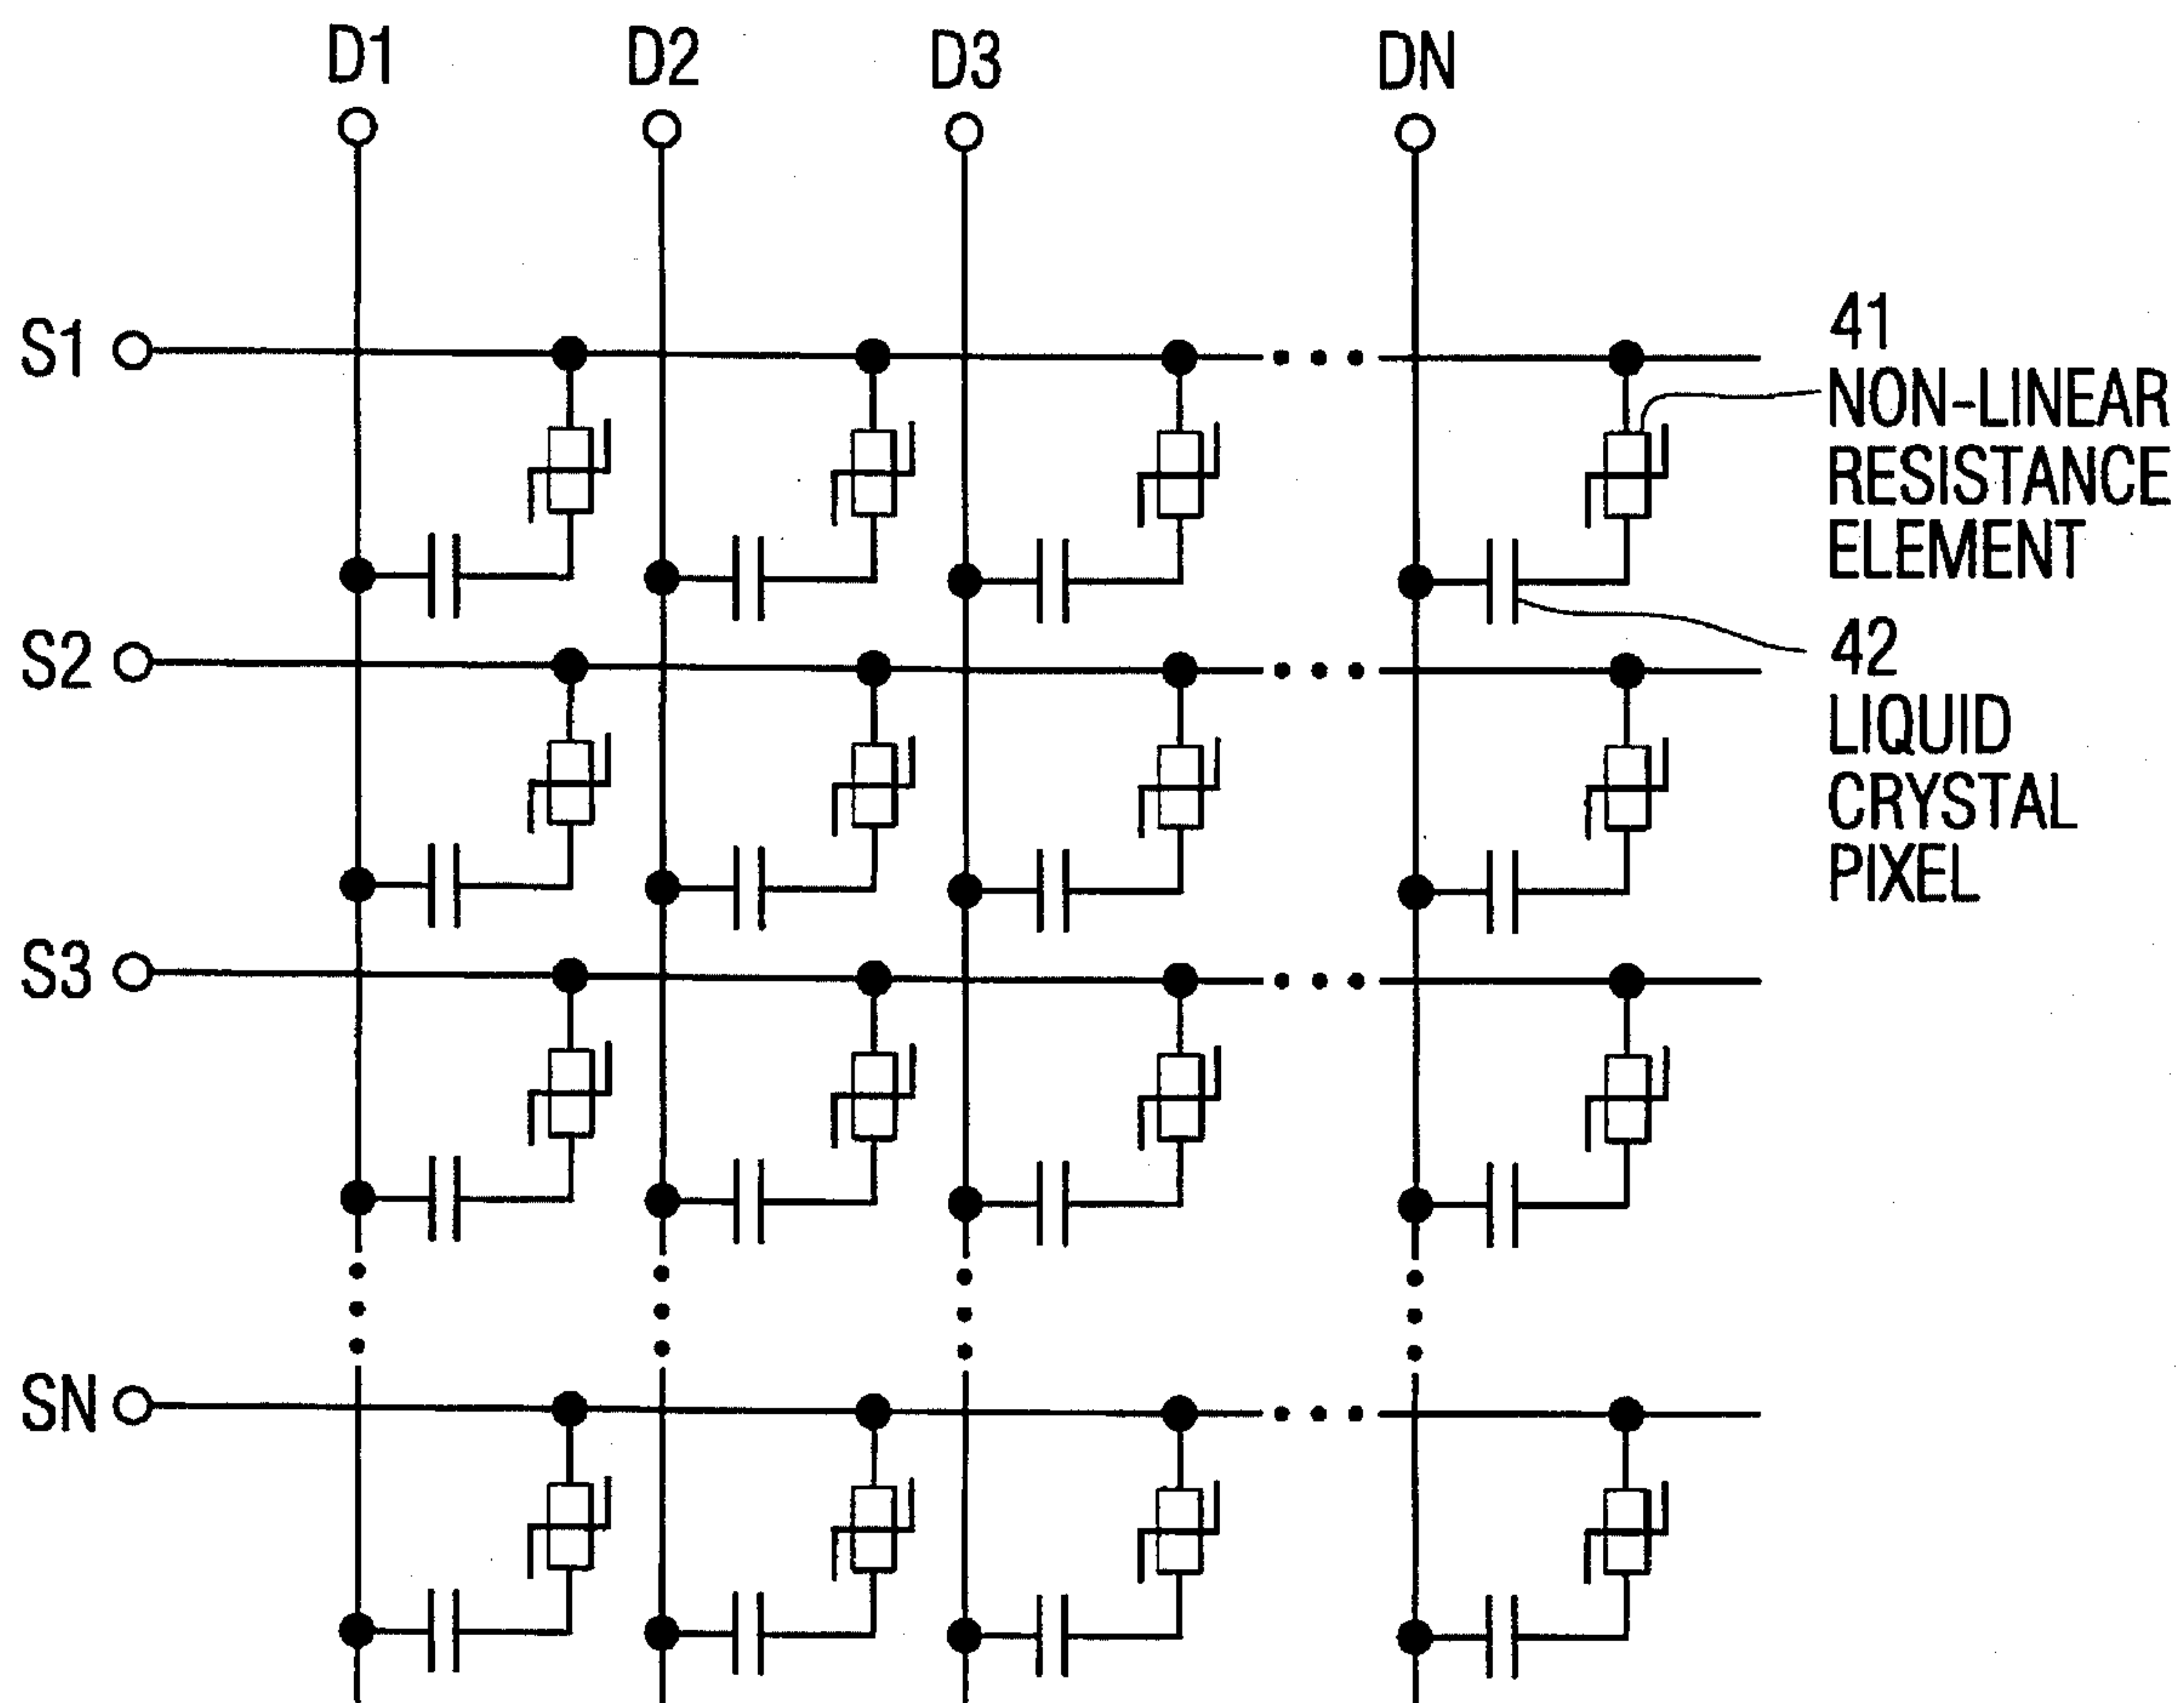 D1 D2 D3 DN
S1
41
NON-LINEAR
RESISTANCE
ELEMENT
S2
42
LIQUID
CRYSTAL
PIXEL
S3
SN